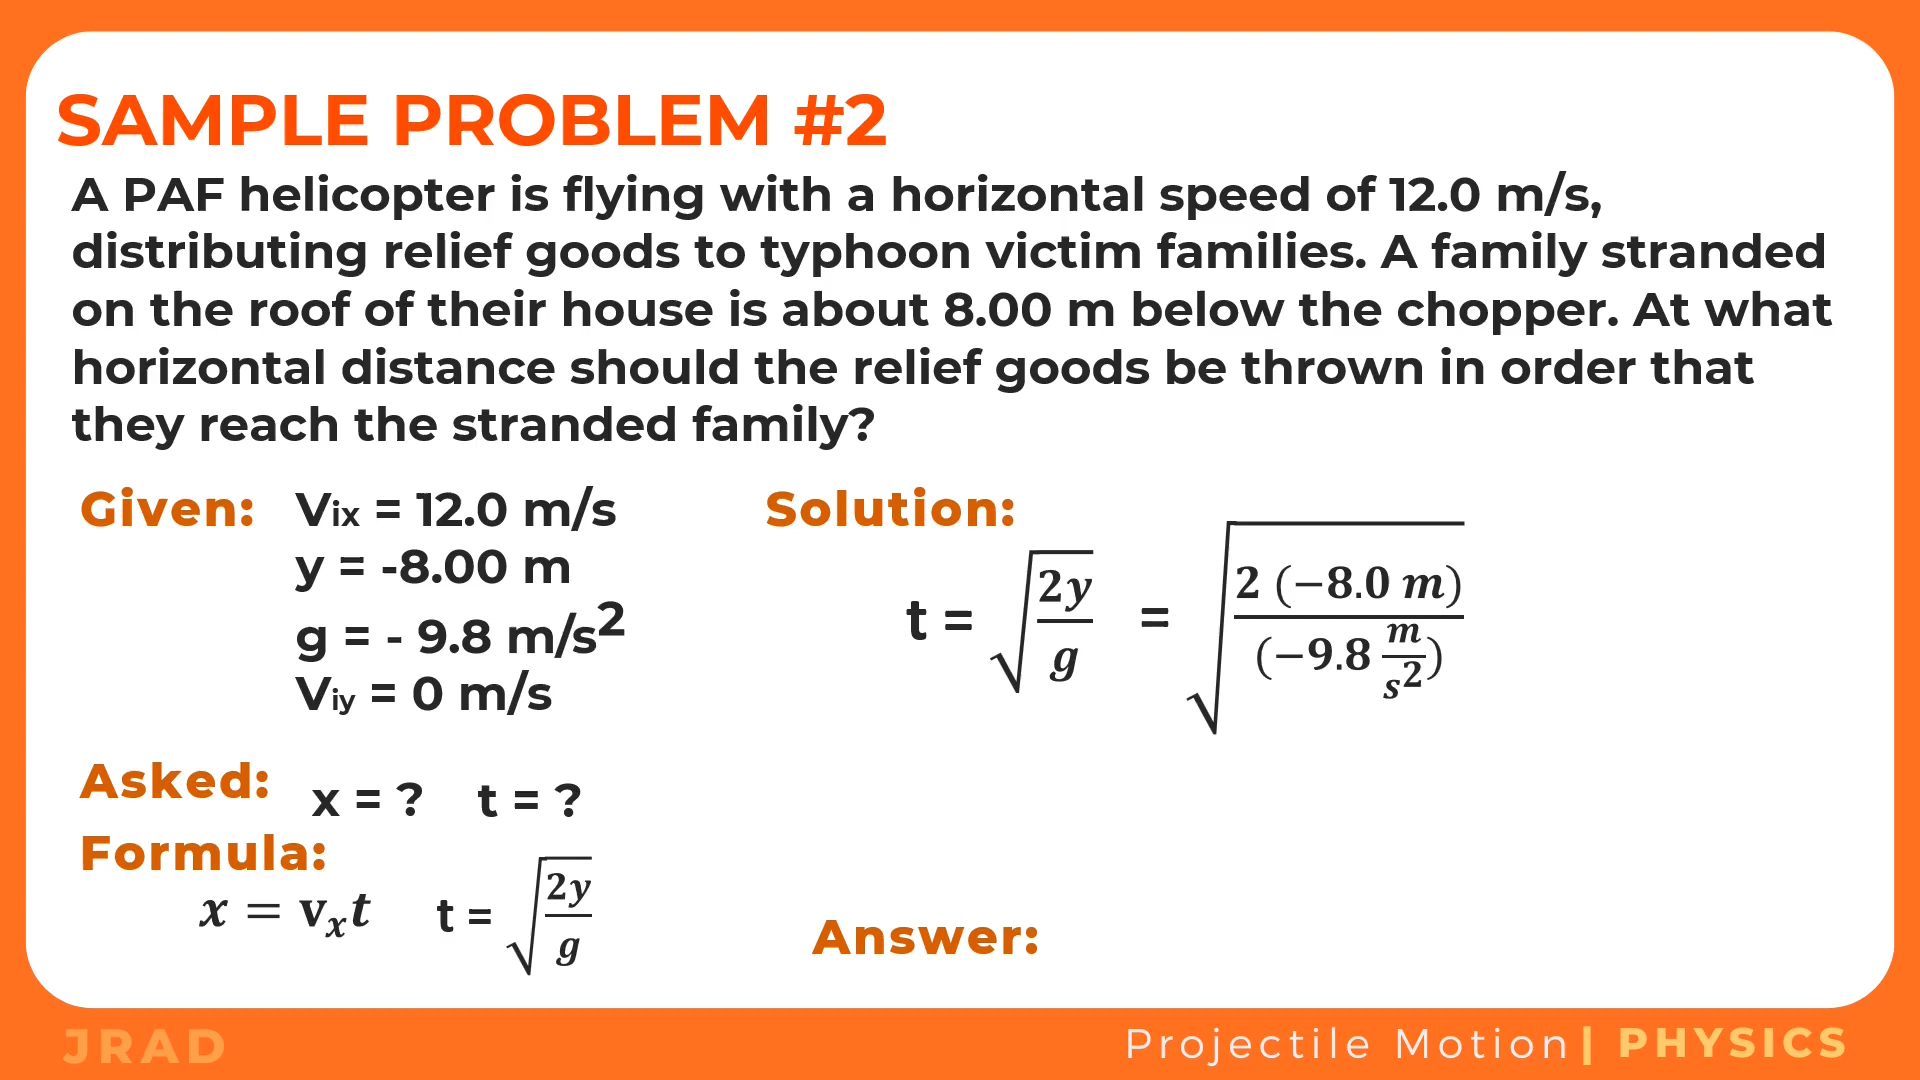 SAMPLE PROBLEM #2
A PAF helicopter is flying with a horizontal speed of 12.0 m/s,
distributing relief goods to typhoon victim families. A family stranded
on the roof of their house is about 8.00 m below the chopper. At what
horizontal distance should the relief goods be thrown in order that
they reach the stranded family?
Given: Vix = 12.0 m/s
y = -8.00 m
g = - 9.8 m/s²
Viy = 0 m/s
Asked: x = ? t = ?
Formula:
x = vₓt t = √(2y/g)
Solution:
t = √(2y/g) = √(2 (−8.0 m)/(−9.8 m/s²))
Answer:
JRAD
Projectile Motion | PHYSICS